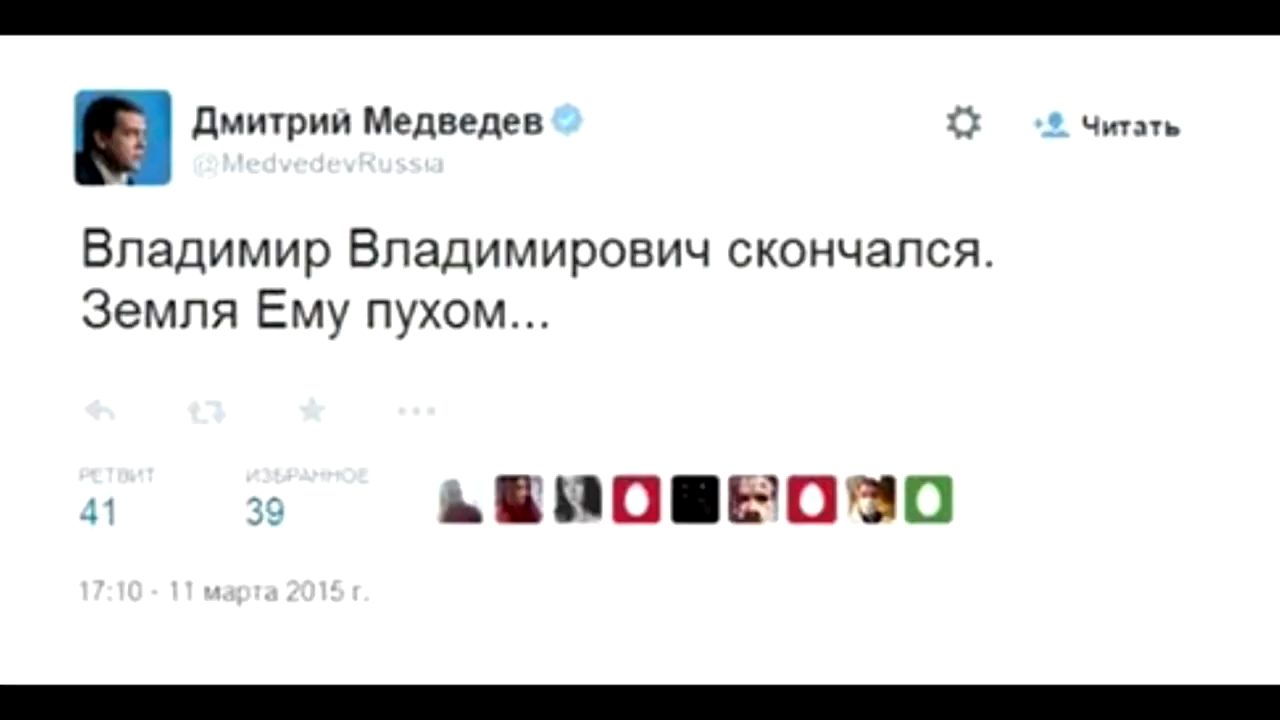 Дмитрий Медведев
@MedvedevRussia
Читать
Владимир Владимирович скончался.
Земля Ему пухом...
РЕТВИТ
ИЗБРАННОЕ
41
39
17:10 - 11 марта 2015 г.